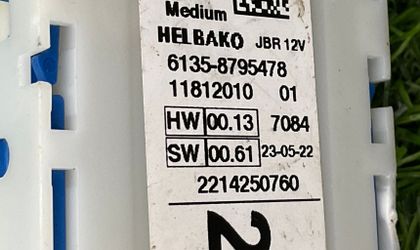 Medium
HELBAKO JBR 12V
6135-8795478
11812010 01
HW 00.13 7084
SW 00.61 23-05-22
2214250760
2